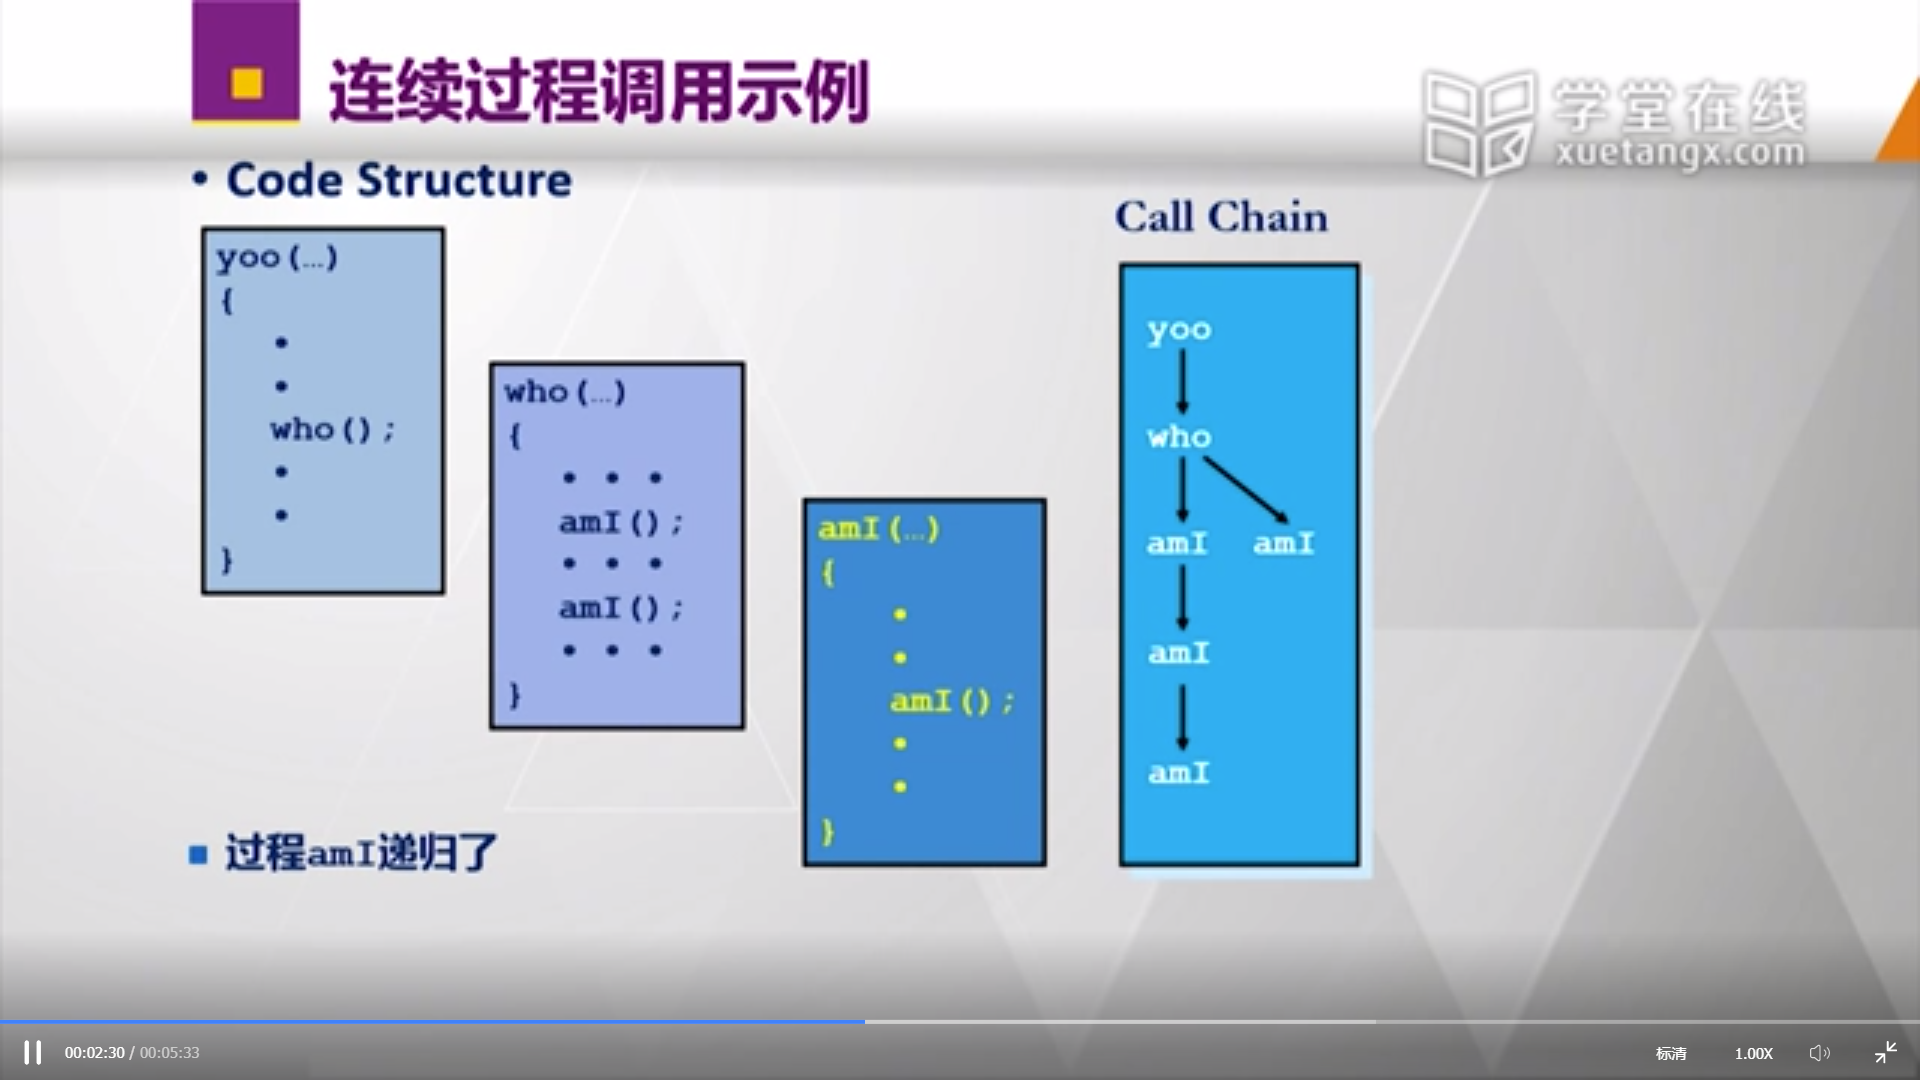 连续过程调用示例
学堂在线
xuetangx.com
• Code Structure
Call Chain
yoo(…)
{
•
•
who();
•
•
}
who(…)
{
• • •
amI();
• • •
amI();
• • •
}
amI(…)
{
•
•
amI();
•
•
}
yoo
who
amI amI
amI
amI
过程amI递归了
00:02:30 / 00:05:33
标清
1.00X